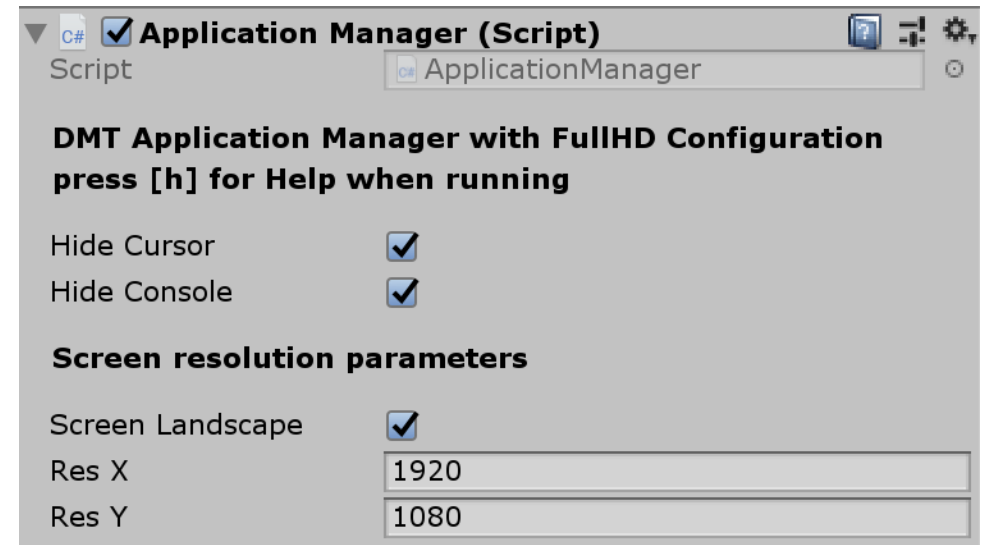 C# Application Manager (Script)
Script C# ApplicationManager
DMT Application Manager with FullHD Configuration
press [h] for Help when running
Hide Cursor
Hide Console
Screen resolution parameters
Screen Landscape
Res X 1920
Res Y 1080